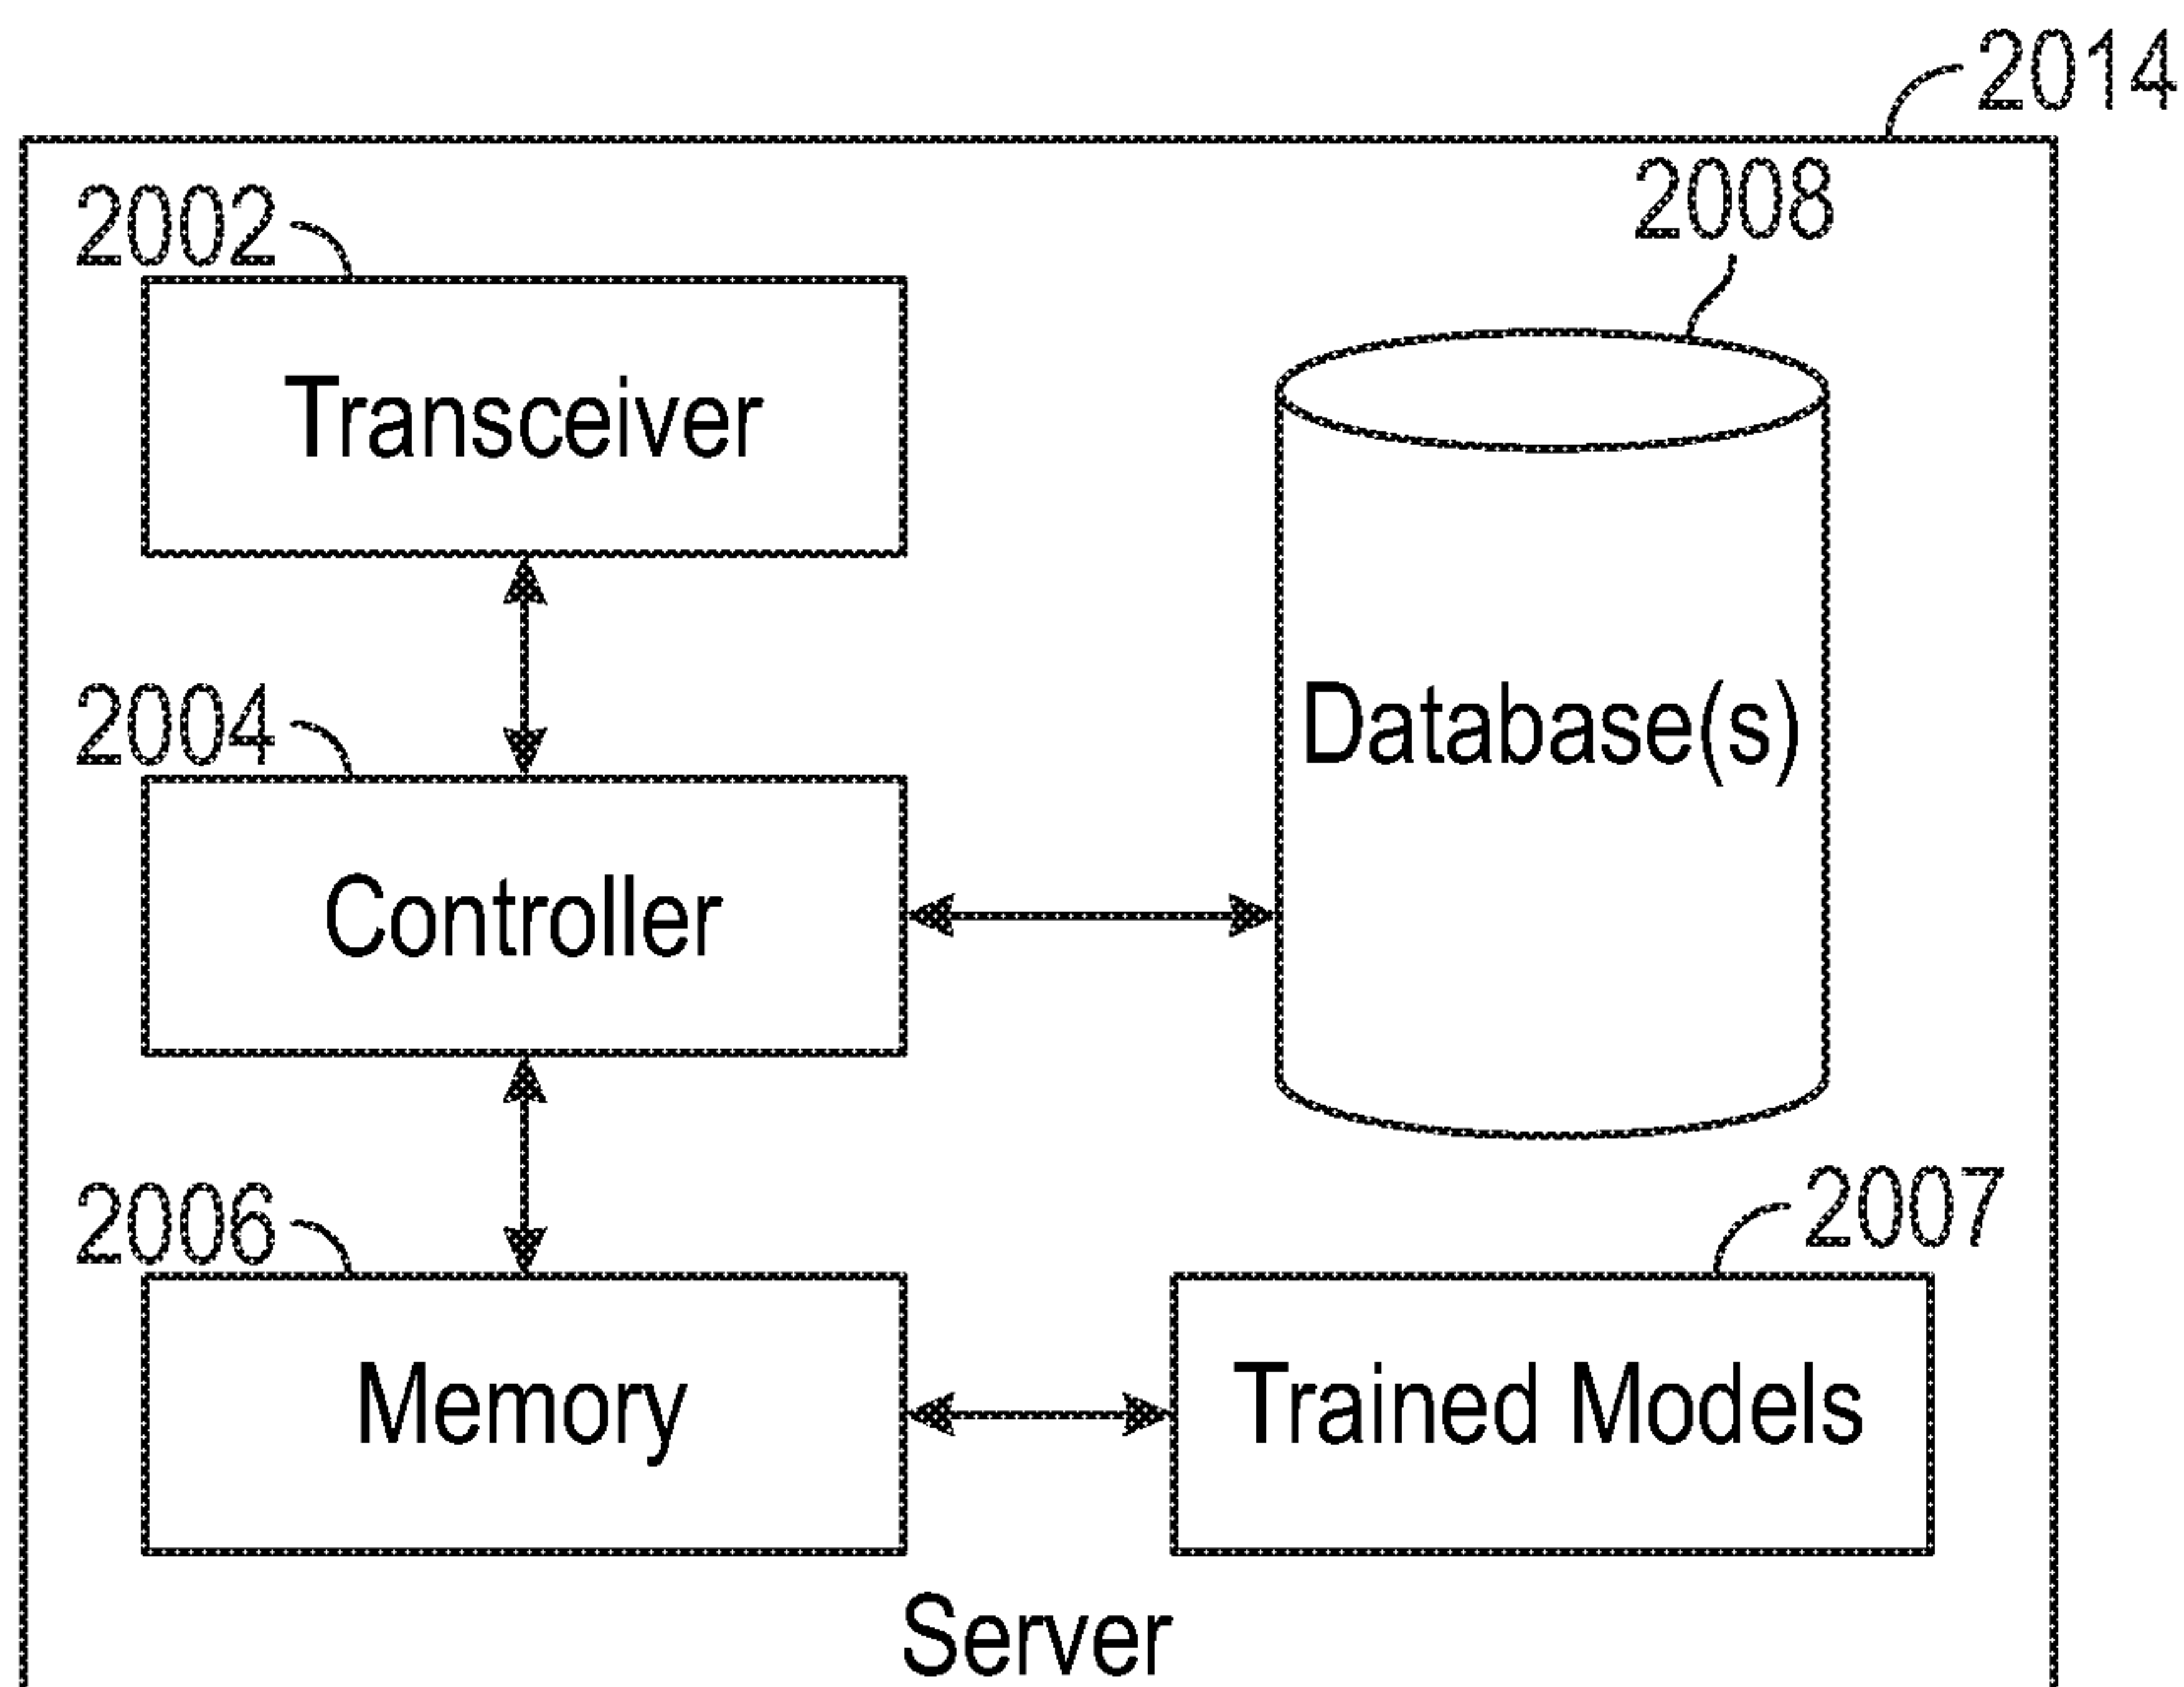 2014
2002
2008
Transceiver
2004
Database(s)
Controller
2006
2007
Memory
Trained Models
Server